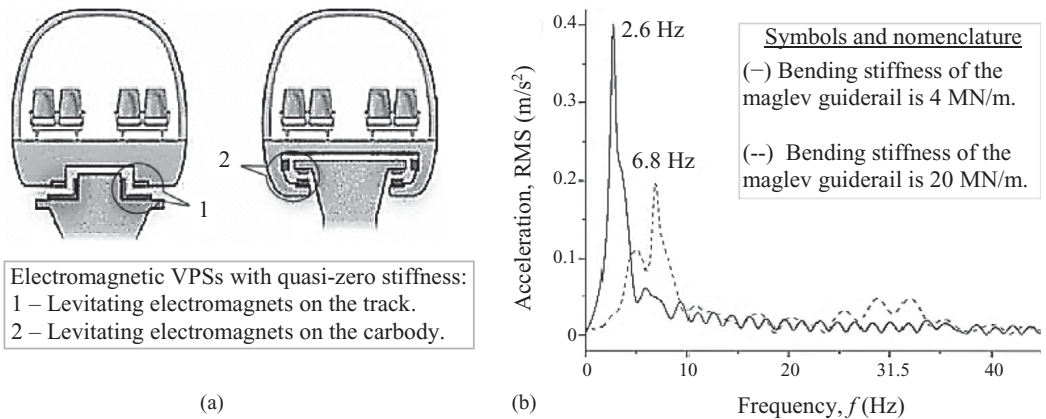 2
1
Electromagnetic VPSs with quasi-zero stiffness:
1 – Levitating electromagnets on the track.
2 – Levitating electromagnets on the carbody.
(a)
0.4
0.3
0.2
0.1
0
Acceleration, RMS (m/s²)
2.6 Hz
6.8 Hz
Symbols and nomenclature
(−) Bending stiffness of the
maglev guiderail is 4 MN/m.
(--) Bending stiffness of the
maglev guiderail is 20 MN/m.
0 10 20 31.5 40
(b)
Frequency, f (Hz)